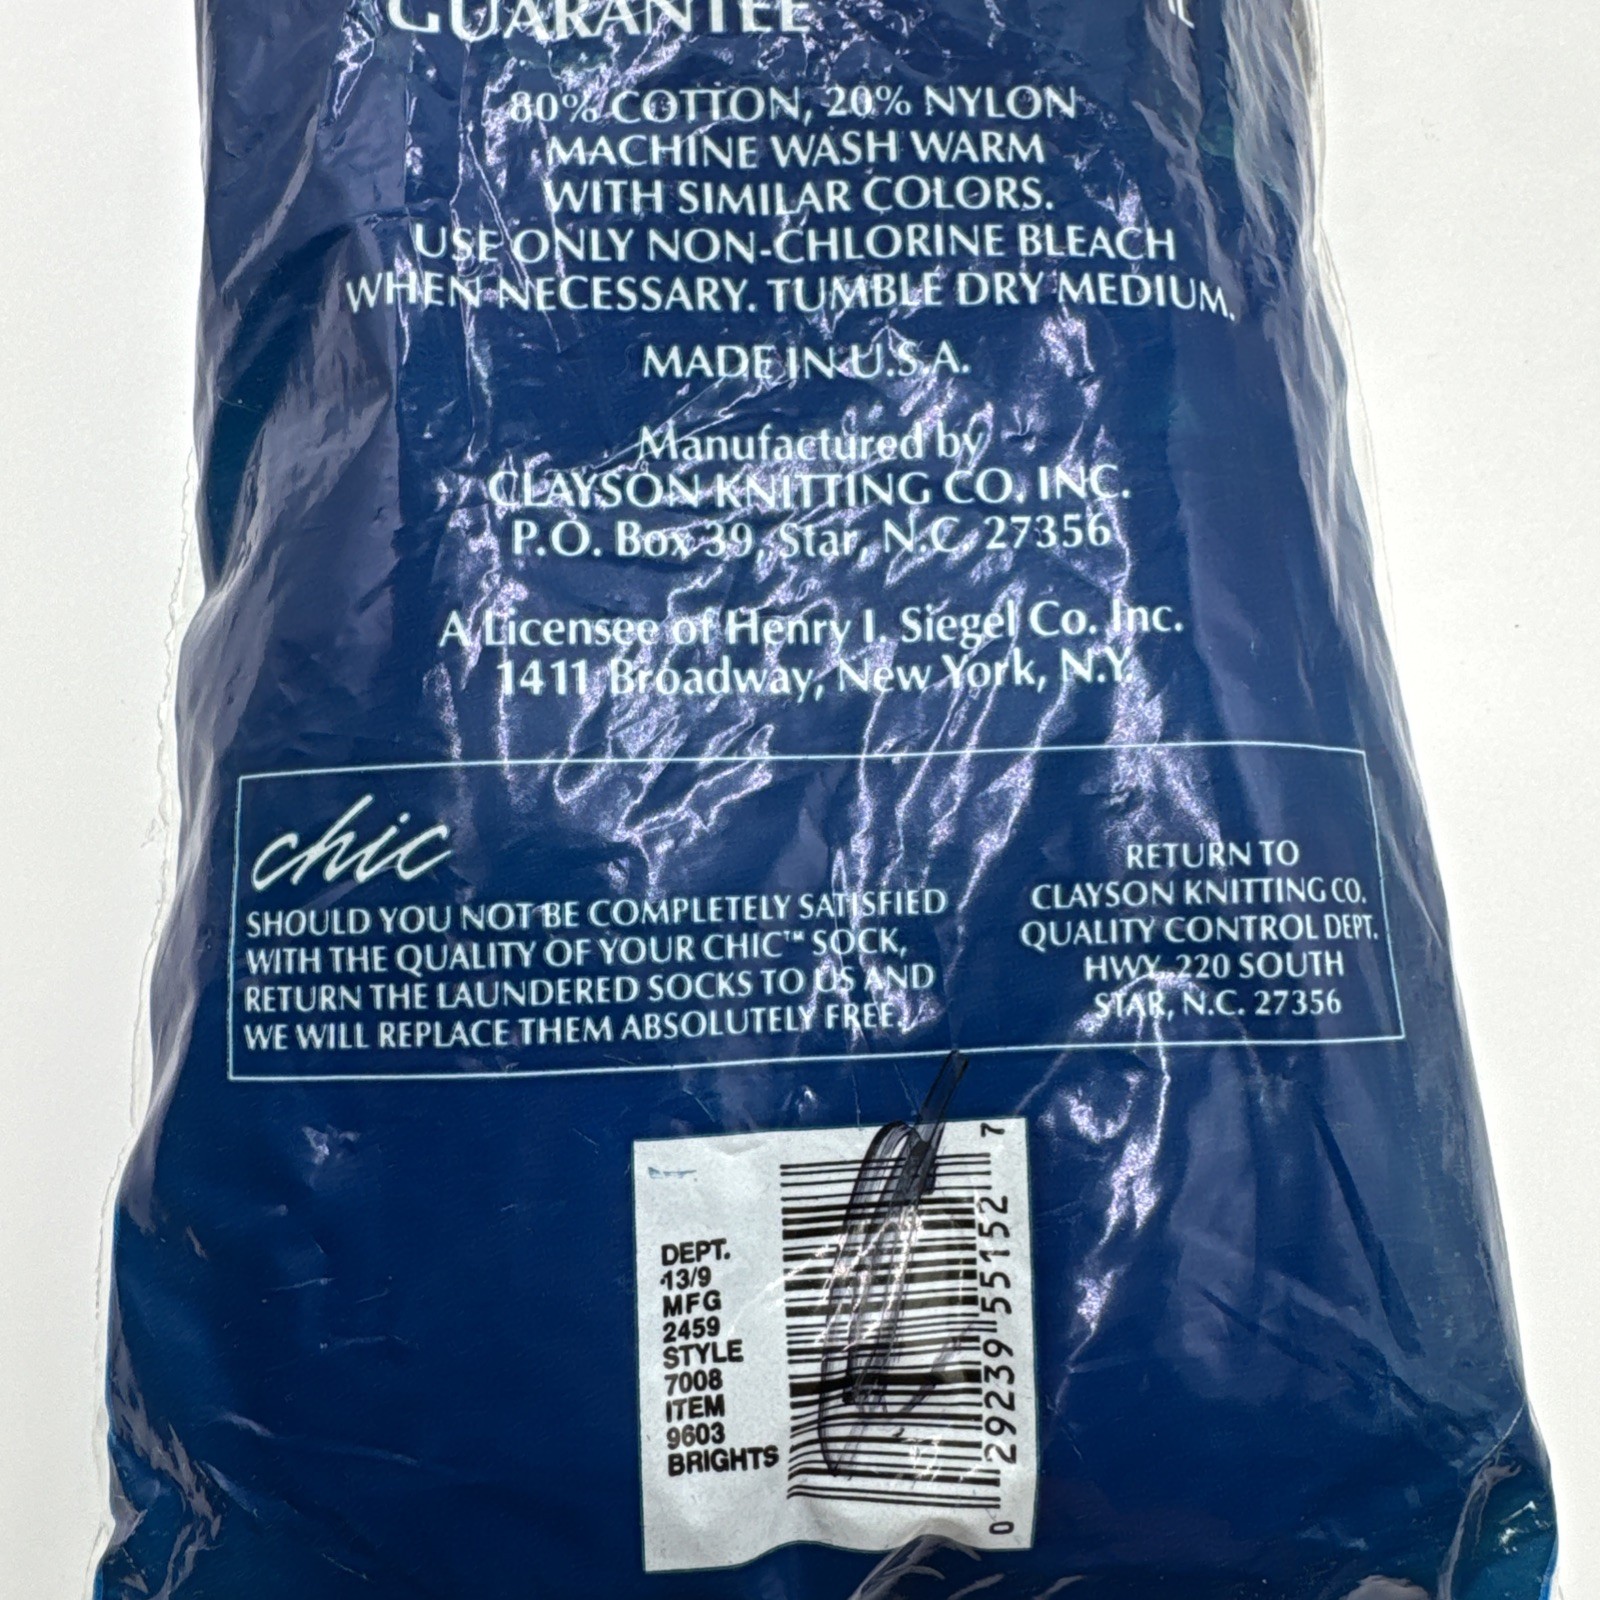 GUARANTEE
80% COTTON, 20% NYLON
MACHINE WASH WARM
WITH SIMILAR COLORS.
USE ONLY NON-CHLORINE BLEACH
WHEN NECESSARY. TUMBLE DRY MEDIUM.
MADE IN U.S.A.
Manufactured by
CLAYSON KNITTING CO. INC.
P.O. Box 39, Star, N.C. 27356
A Licensee of Henry I. Siegel Co. Inc.
1411 Broadway, New York, N.Y.
chic
SHOULD YOU NOT BE COMPLETELY SATISFIED
WITH THE QUALITY OF YOUR CHIC™ SOCK,
RETURN THE LAUNDERED SOCKS TO US AND
WE WILL REPLACE THEM ABSOLUTELY FREE.
RETURN TO
CLAYSON KNITTING CO.
QUALITY CONTROL DEPT.
HWY. 220 SOUTH
STAR, N.C. 27356
DEPT.
13/9
MFG
2459
STYLE
7008
ITEM
9603
BRIGHTS
0 29239 55152 7